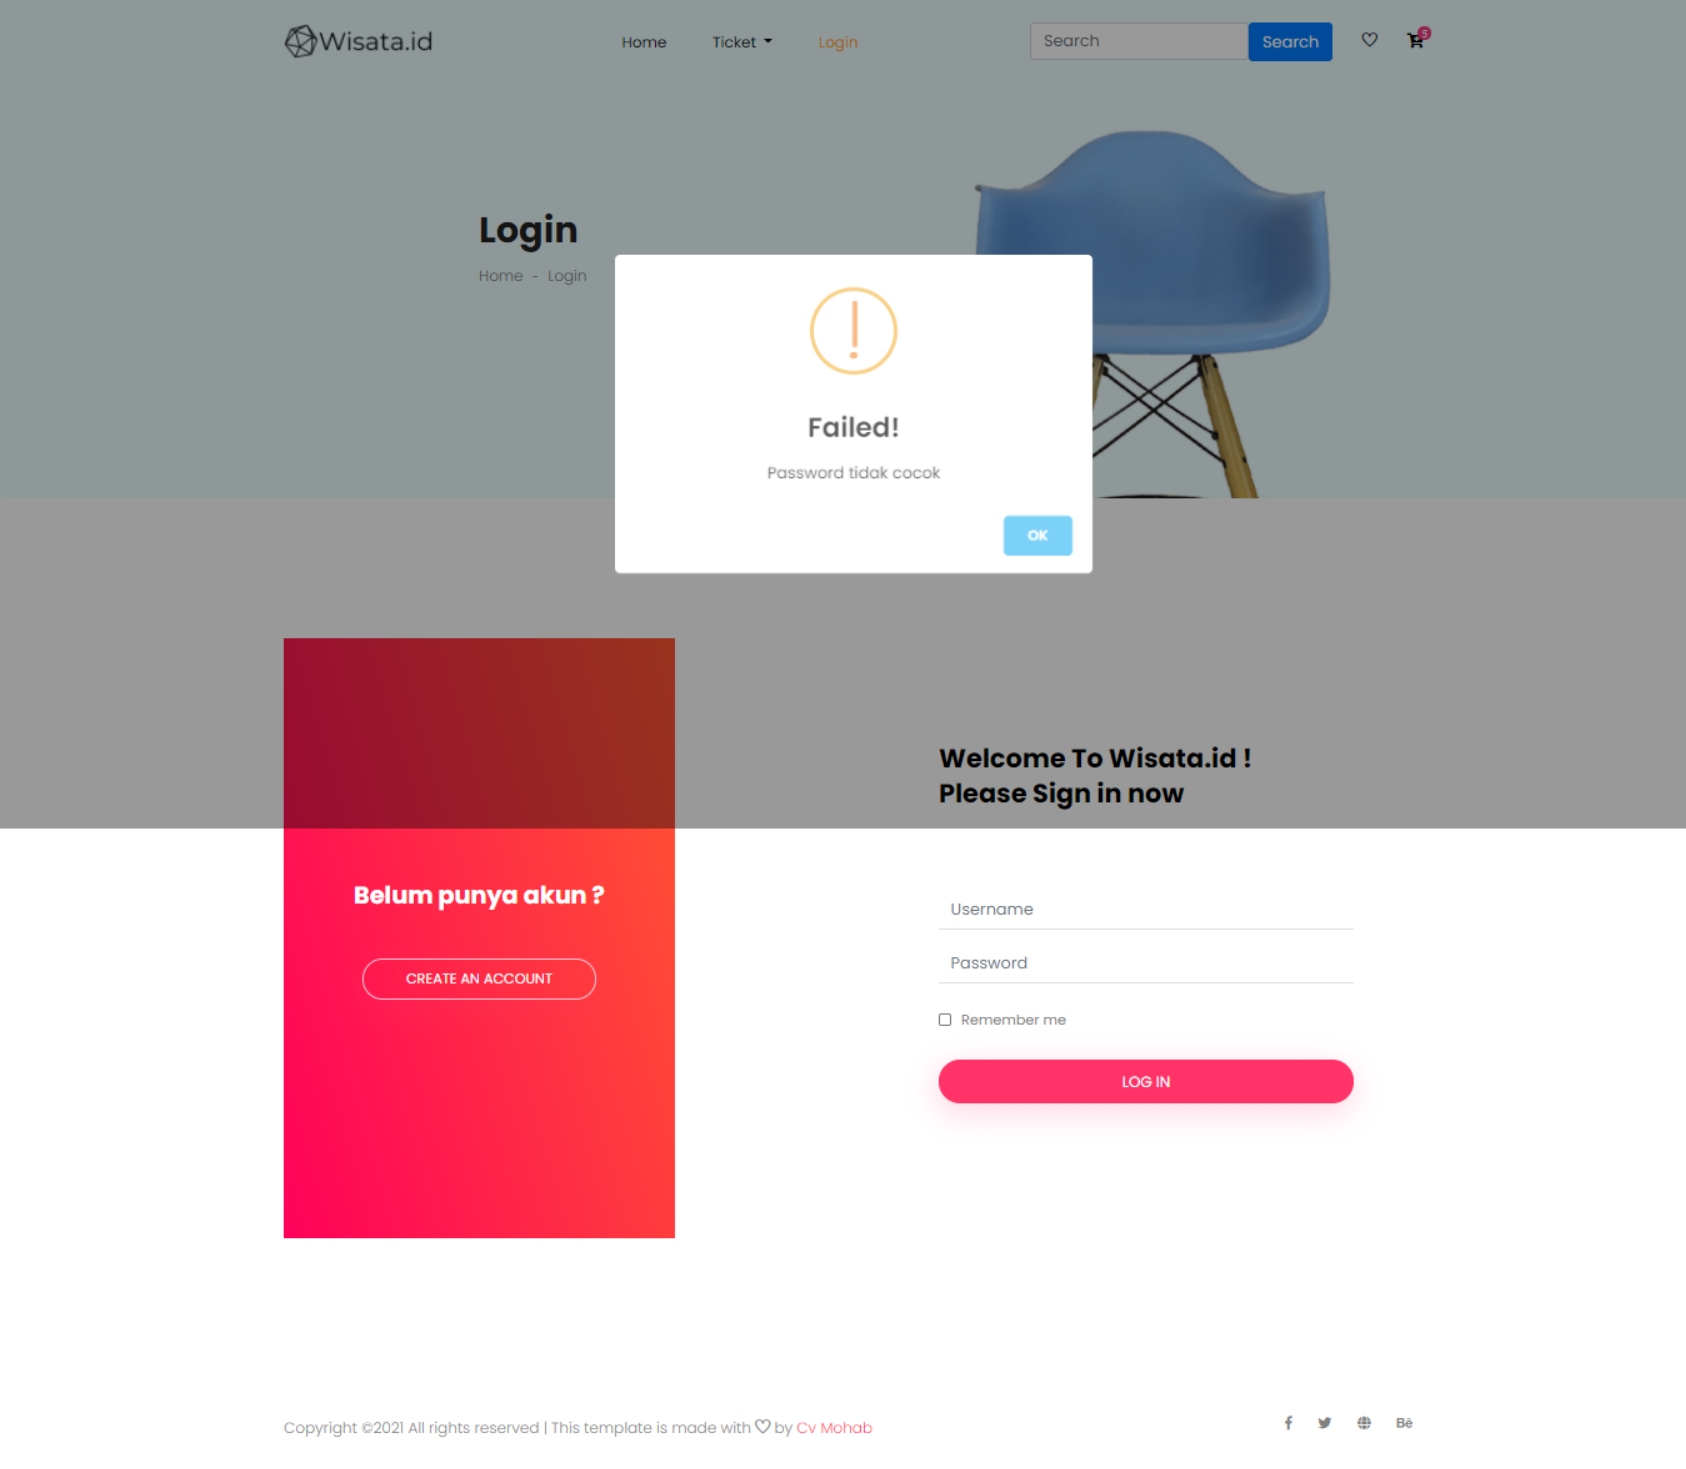 Wisata.id
Home Ticket Login
Search Search 5
Login
Home - Login
Failed!
Password tidak cocok
OK
Welcome To Wisata.id !
Please Sign in now
Belum punya akun ?
CREATE AN ACCOUNT
Username
Password
Remember me
LOG IN
Copyright ©2021 All rights reserved | This template is made with ♡ by Cv Mohab
Bē